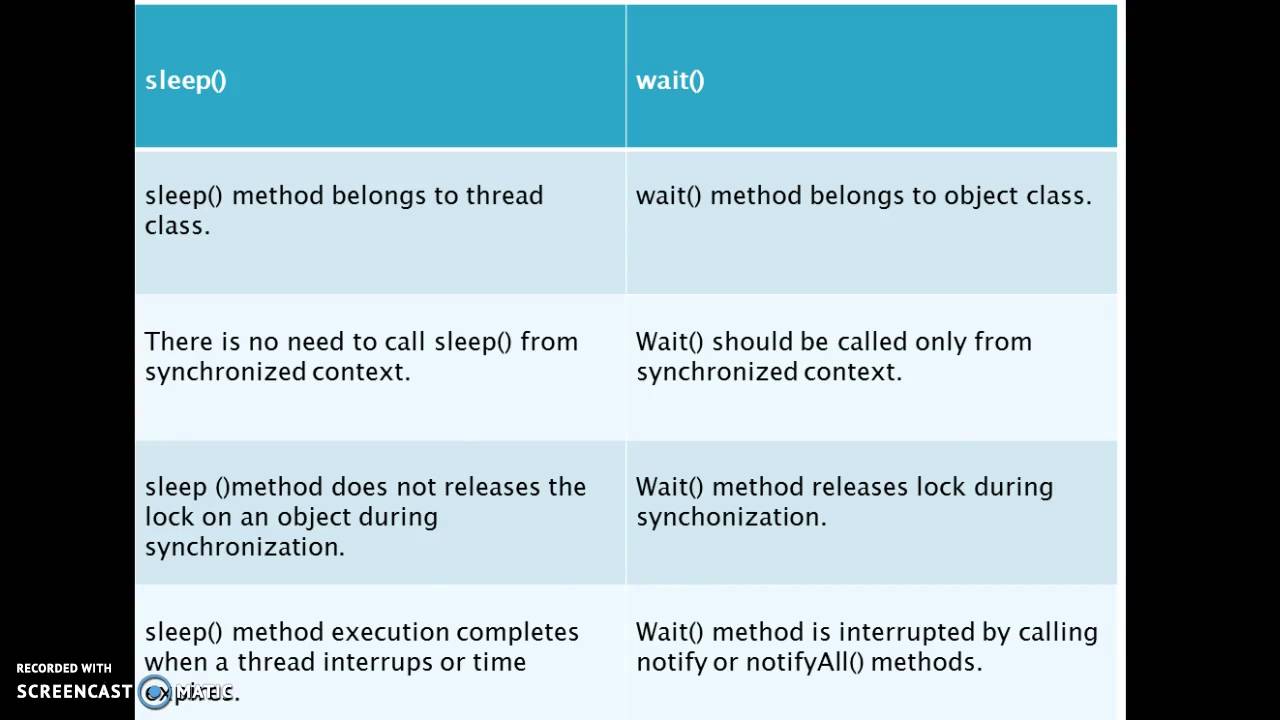 sleep()
wait()
sleep() method belongs to thread
class.
wait() method belongs to object class.
There is no need to call sleep() from
synchronized context.
Wait() should be called only from
synchronized context.
sleep ()method does not releases the
lock on an object during
synchronization.
Wait() method releases lock during
synchonization.
sleep() method execution completes
when a thread interrups or time
Wait() method is interrupted by calling
notify or notifyAll() methods.
RECORDED WITH
SCREENCAST MATIC